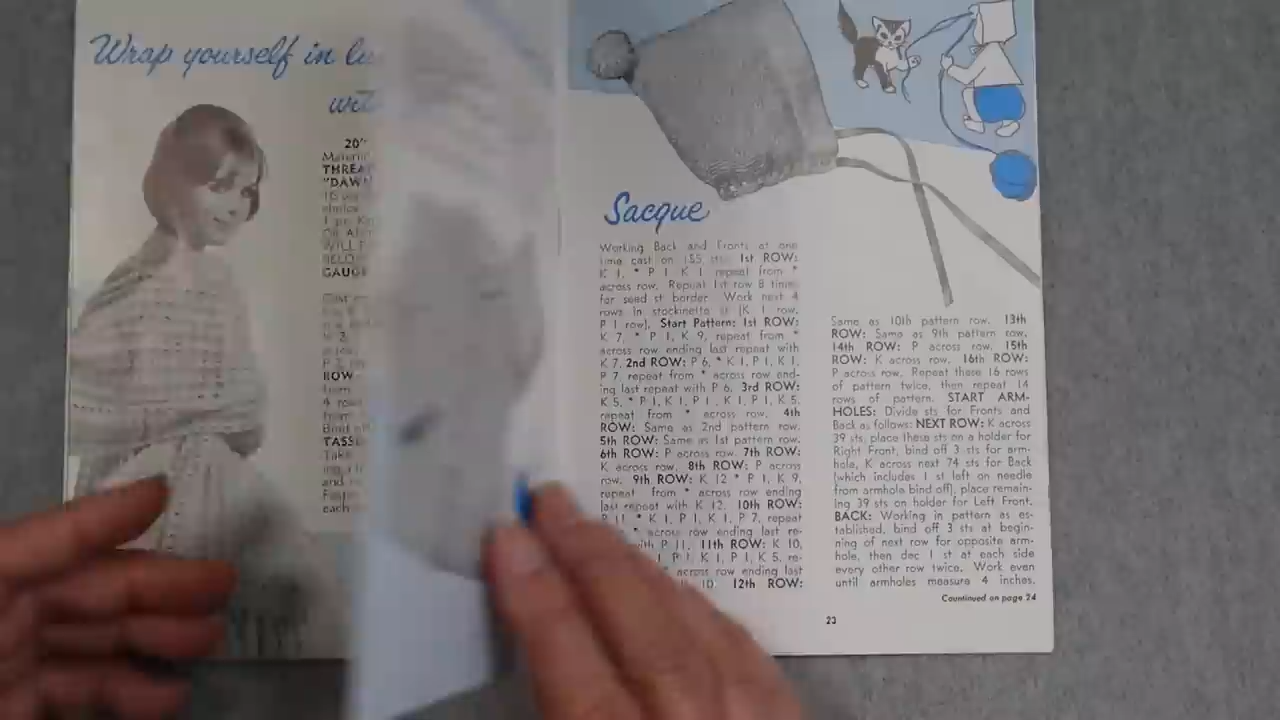 Wrap yourself in
20"
THREA
"DAWN
WILL
GAUG
ROW
TASS
Take
each
Sacque
Working Back and Fronts at one
time cast on 155 sts. 1st ROW:
K 1, * P 1, K 1 repeat from *
across row. Repeat 1st row 8 times
for seed st border. Work next 4
rows in stockinette st (K 1 row,
P 1 row). Start Pattern: 1st ROW:
K 7, * P 1, K 9, repeat from *
across row ending last repeat with
K 7. 2nd ROW: P 6, * K 1, P 1, K 1,
P 7, repeat from * across row end-
ing last repeat with P 6. 3rd ROW:
K 5, * P 1, K 1, P 1, K 1, P 1, K 5,
repeat from * across row. 4th
ROW: Same as 2nd pattern row.
5th ROW: Same as 1st pattern row.
6th ROW: P across row. 7th ROW:
K across row. 8th ROW: P across
row. 9th ROW: K 12 * P 1, K 9,
repeat from * across row ending
last repeat with K 12. 10th ROW:
P 11 * K 1, P 1, K 1, P 7, repeat
* across row ending last re-
with P 11. 11th ROW: K 10,
1, P 1, K 1, P 1, K 5, re-
across row ending last
10. 12th ROW:
Same as 10th pattern row. 13th
ROW: Same as 9th pattern row.
14th ROW: P across row. 15th
ROW: K across row. 16th ROW:
P across row. Repeat these 16 rows
of pattern twice, then repeat 14
rows of pattern. START ARM-
HOLES: Divide sts for Fronts and
Back as follows: NEXT ROW: K across
39 sts, place these sts on a holder for
Right Front, bind off 3 sts for arm-
hole, K across next 74 sts for Back
(which includes 1 st left on needle
from armhole bind off), place remain-
ing 39 sts on holder for Left Front.
BACK: Working in pattern as es-
tablished, bind off 3 sts at begin-
ning of next row for opposite arm-
hole, then dec 1 st at each side
every other row twice. Work even
until armholes measure 4 inches.
Countinued on page 24
23